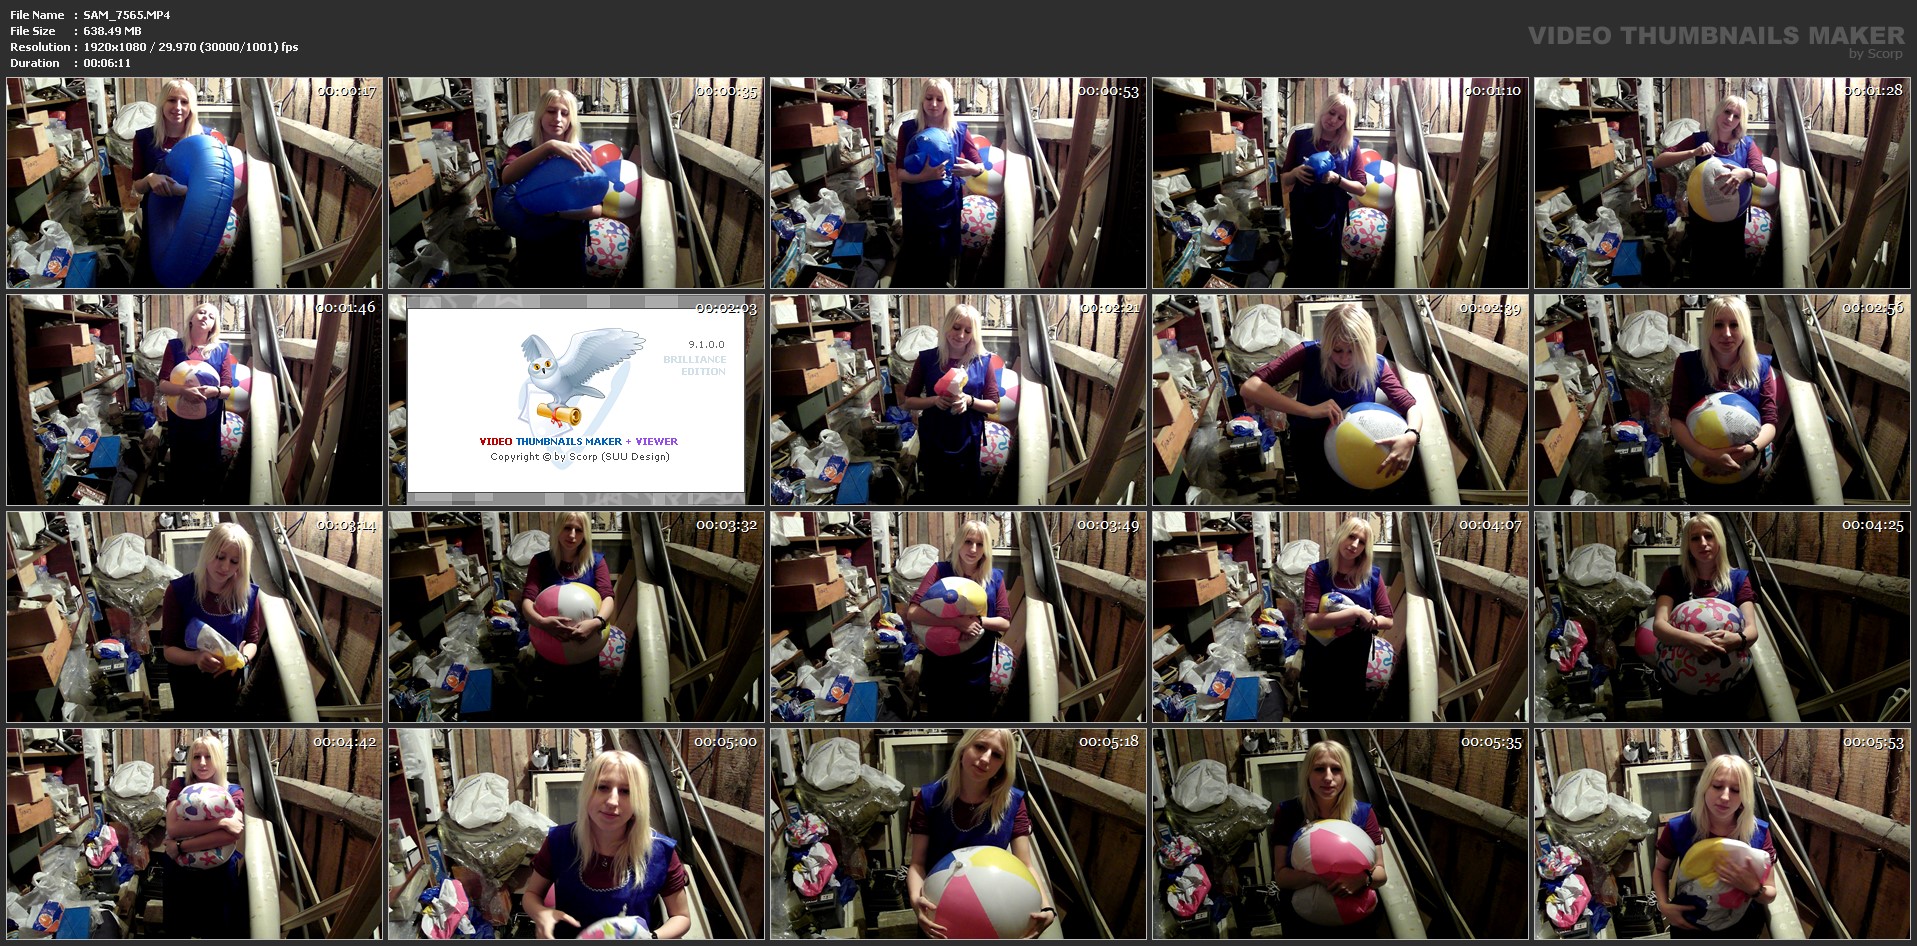 File Name : SAM_7565.MP4
File Size : 638.49 MB
Resolution : 1920x1080 / 29.970 (30000/1001) fps
Duration : 00:06:11
VIDEO THUMBNAILS MAKER
by Scorp
00:00:17
00:00:35
00:00:53
00:01:10
00:01:28
00:01:46
00:02:03
9.1.0.0
BRILLIANCE
EDITION
VIDEO THUMBNAILS MAKER + VIEWER
Copyright © by Scorp (SUU Design)
00:02:21
00:02:39
00:02:56
00:03:14
00:03:32
00:03:49
00:04:07
00:04:25
00:04:42
00:05:00
00:05:18
00:05:35
00:05:53